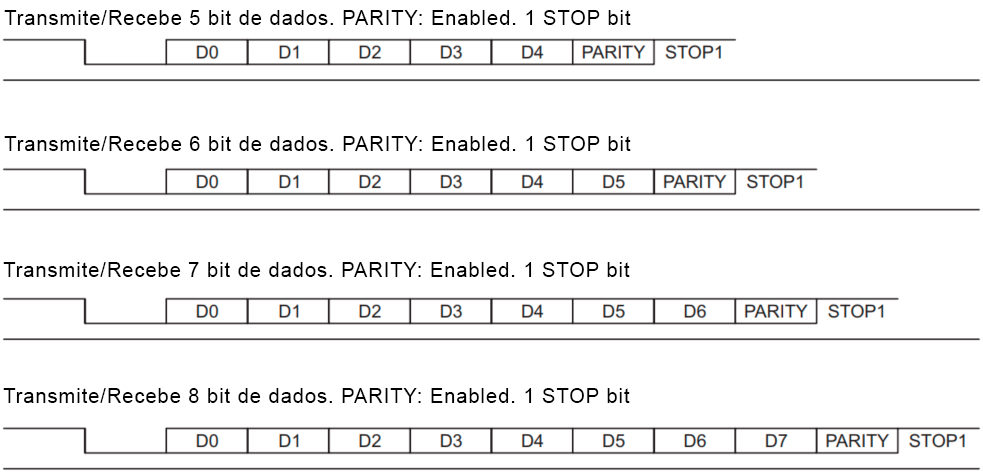 Transmite/Recebe 5 bit de dados. PARITY: Enabled. 1 STOP bit
D0 D1 D2 D3 D4 PARITY STOP1
Transmite/Recebe 6 bit de dados. PARITY: Enabled. 1 STOP bit
D0 D1 D2 D3 D4 D5 PARITY STOP1
Transmite/Recebe 7 bit de dados. PARITY: Enabled. 1 STOP bit
D0 D1 D2 D3 D4 D5 D6 PARITY STOP1
Transmite/Recebe 8 bit de dados. PARITY: Enabled. 1 STOP bit
D0 D1 D2 D3 D4 D5 D6 D7 PARITY STOP1